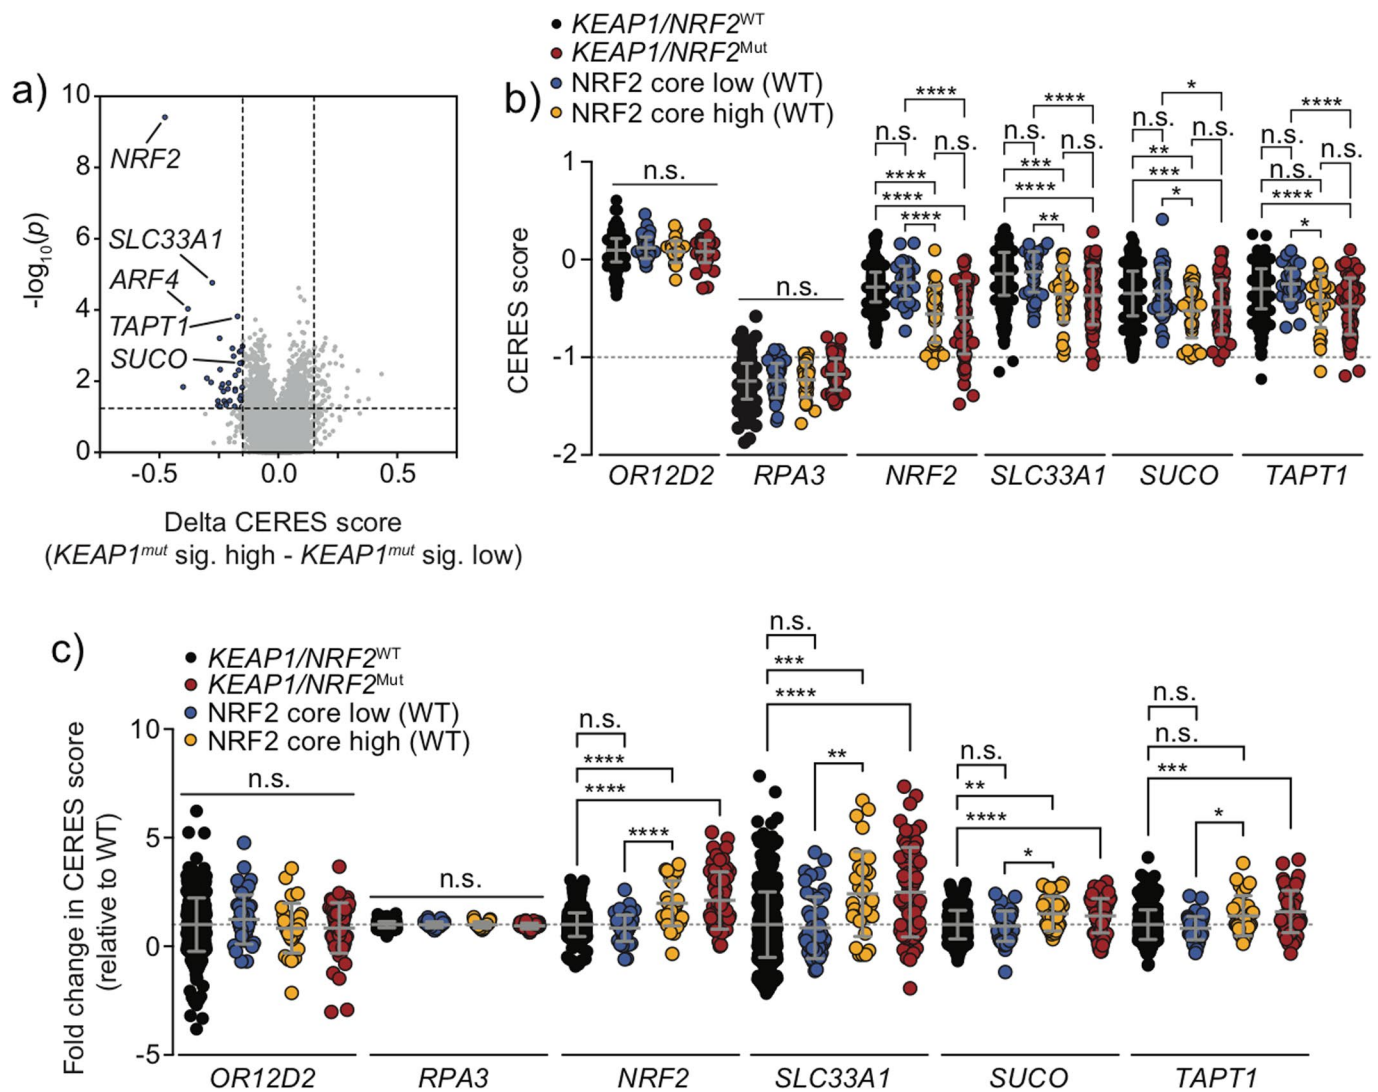 a)
10
8
6
4
2
0
-log10(p)
NRF2
SLC33A1
ARF4
TAPT1
SUCO
-0.5 0.0 0.5
Delta CERES score
(KEAP1mut sig. high - KEAP1mut sig. low)
b)
KEAP1/NRF2WT
KEAP1/NRF2Mut
NRF2 core low (WT)
NRF2 core high (WT)
CERES score
1
0
-1
-2
n.s.
n.s.
****
n.s.
n.s.
****
****
****
****
n.s.
n.s.
***
****
**
*
n.s.
n.s.
**
***
*
****
n.s.
n.s.
n.s.
****
*
OR12D2 RPA3 NRF2 SLC33A1 SUCO TAPT1
c)
KEAP1/NRF2WT
KEAP1/NRF2Mut
NRF2 core low (WT)
NRF2 core high (WT)
Fold change in CERES score
(relative to WT)
10
5
0
-5
n.s.
n.s.
n.s.
****
****
****
n.s.
***
****
**
n.s.
**
****
*
n.s.
n.s.
***
*
OR12D2 RPA3 NRF2 SLC33A1 SUCO TAPT1